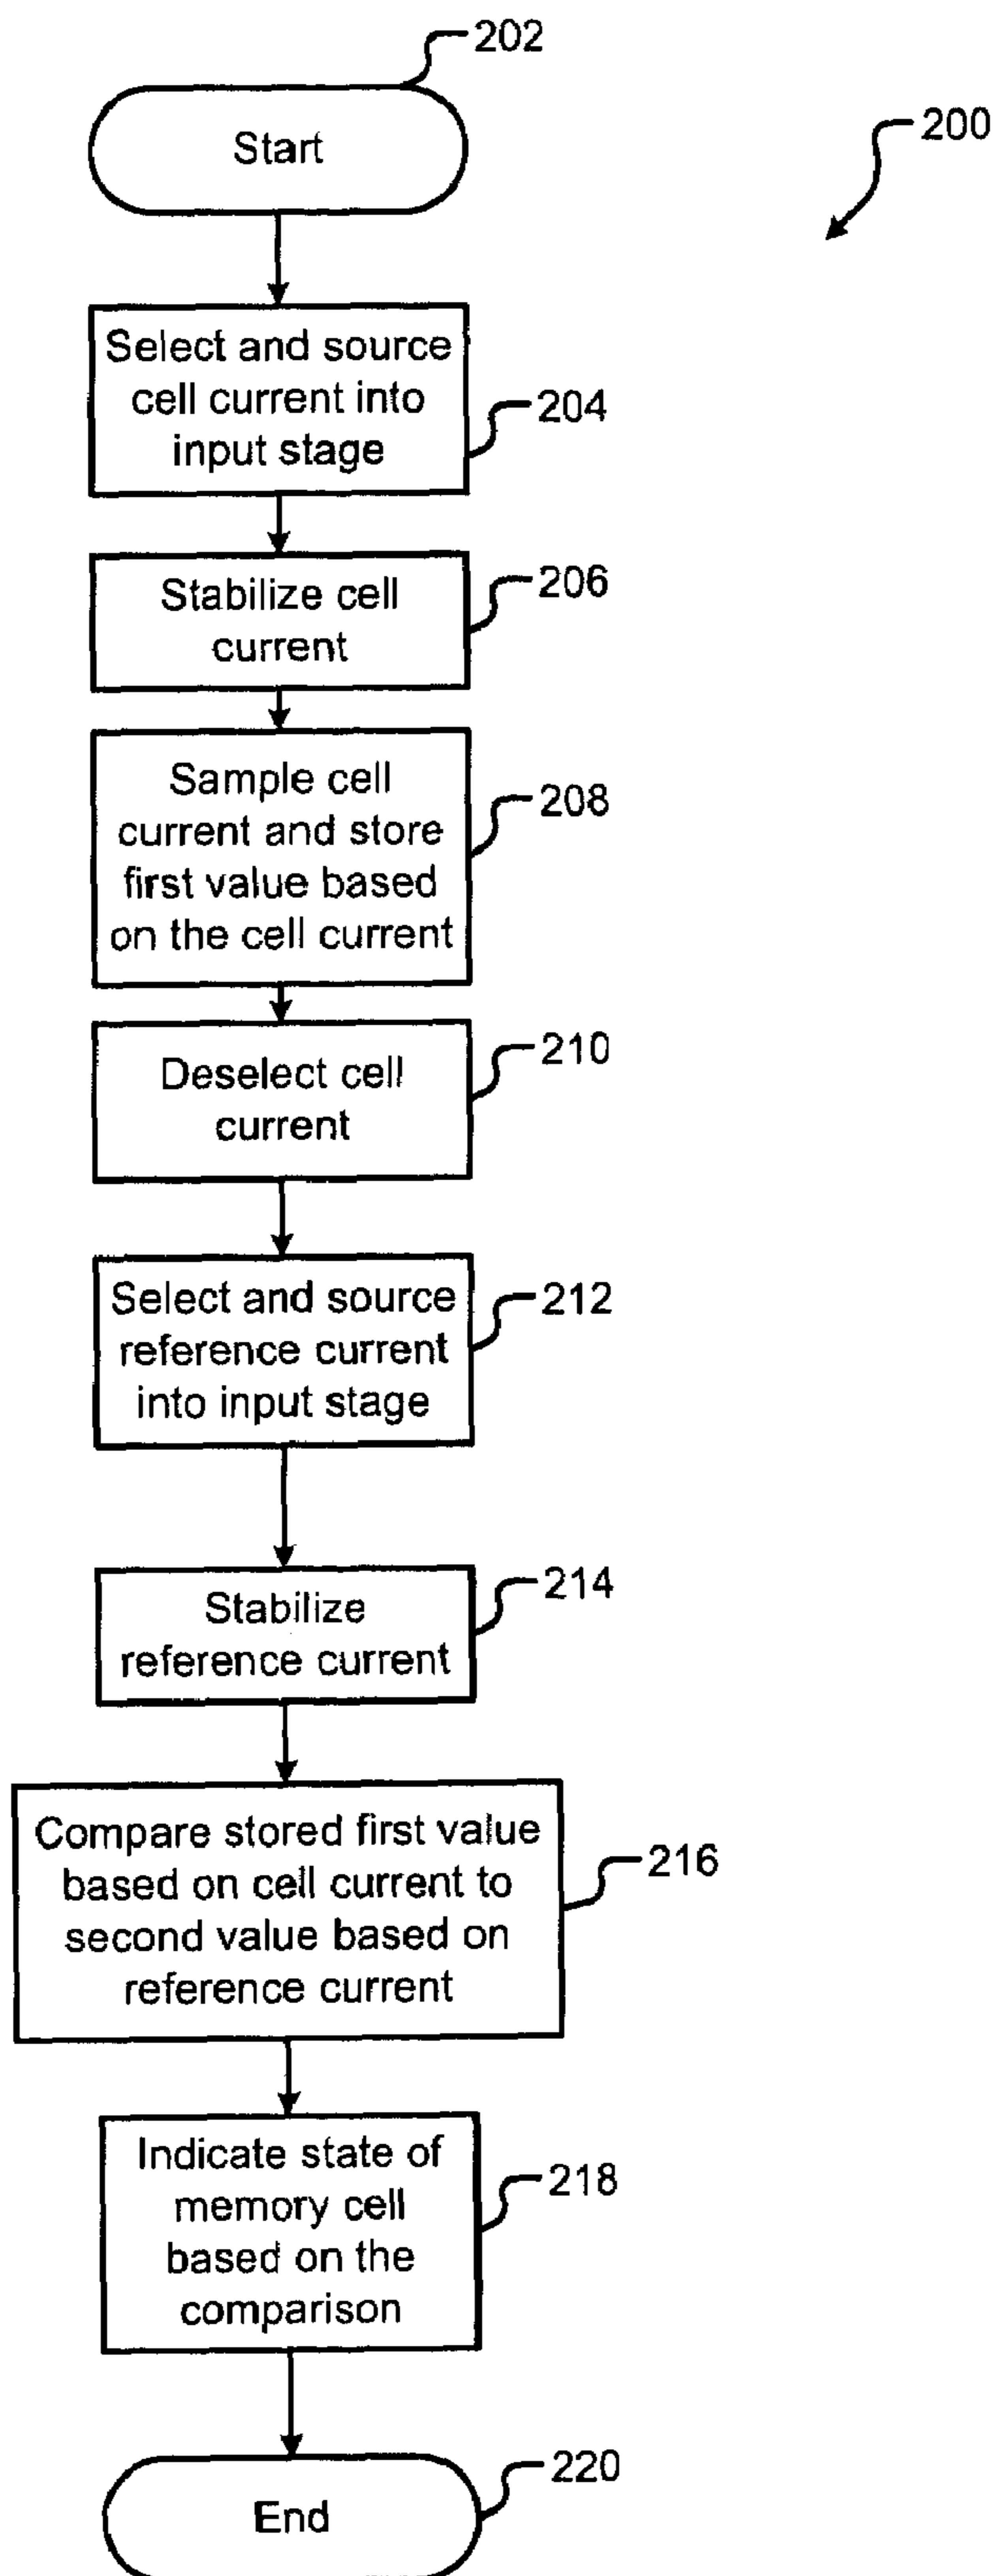 202
Start
200
Select and source
cell current into
input stage
204
Stabilize cell
current
206
Sample cell
current and store
first value based
on the cell current
208
Deselect cell
current
210
Select and source
reference current
into input stage
212
Stabilize
reference current
214
Compare stored first value
based on cell current to
second value based on
reference current
216
Indicate state of
memory cell
based on the
comparison
218
End
220